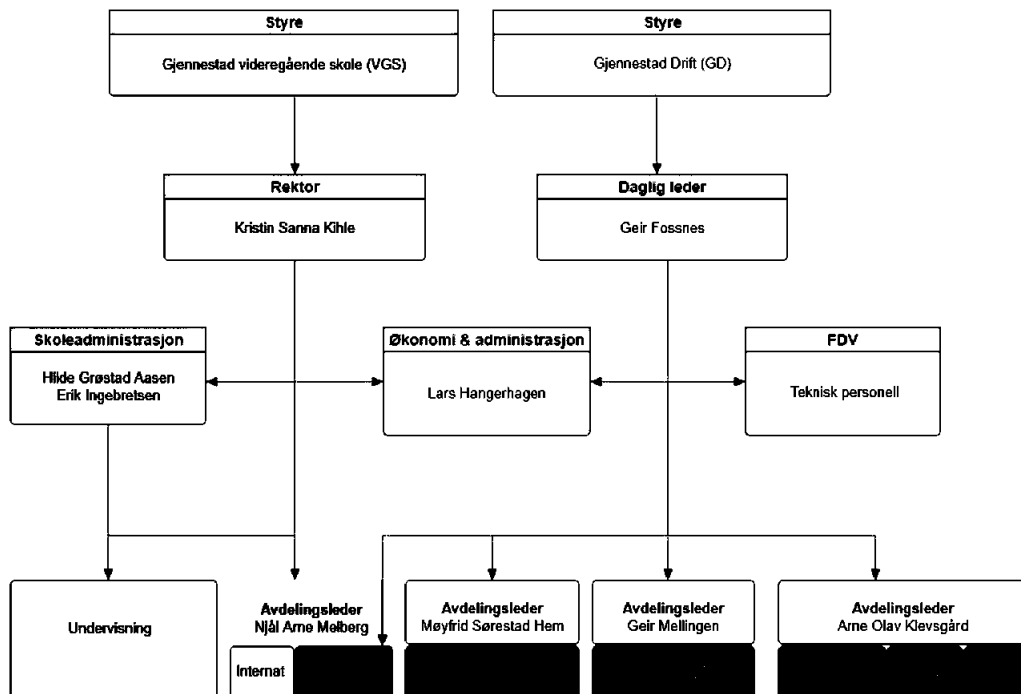 Styre
Gjennestad videregående skole (VGS)
Styre
Gjennestad Drift (GD)
Rektor
Kristin Sanna Kihle
Daglig leder
Geir Fossnes
Skoleadministrasjon
Hilde Grøstad Aasen
Erik Ingebretsen
Økonomi & administrasjon
Lars Hangerhagen
FDV
Teknisk personell
Undervisning
Avdelingsleder
Njål Arne Melberg
Internat
Avdelingsleder
Møyfrid Sørestad Hem
Avdelingsleder
Geir Mellingen
Avdelingsleder
Arne Olav Klevsgård